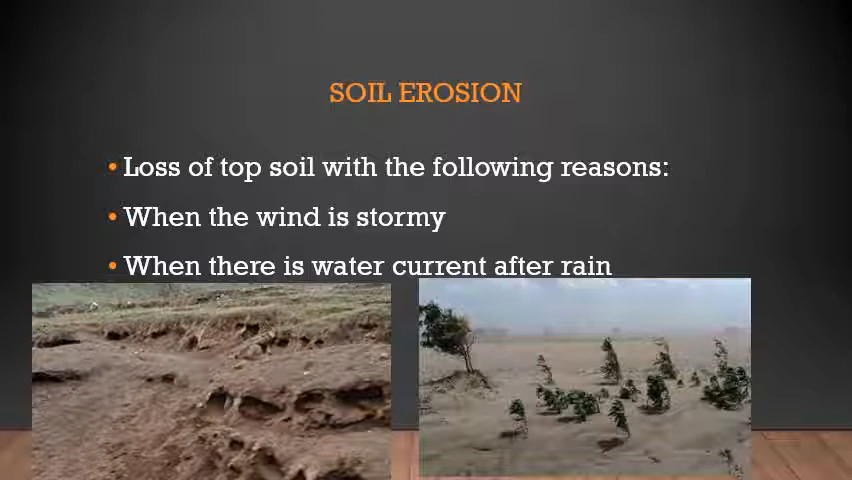 SOIL EROSION
• Loss of top soil with the following reasons:
• When the wind is stormy
• When there is water current after rain